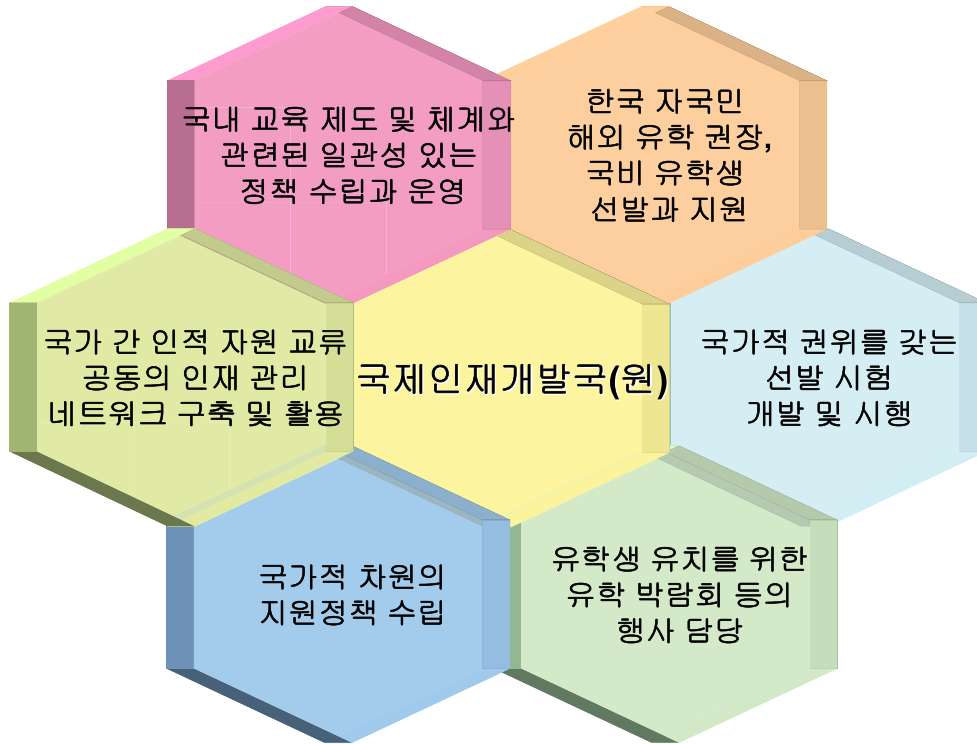 국내 교육 제도 및 체계와
관련된 일관성 있는
정책 수립과 운영
한국 자국민
해외 유학 권장,
국비 유학생
선발과 지원
국가 간 인적 자원 교류
공동의 인재 관리
네트워크 구축 및 활용
국제인재개발국(원)
국가적 권위를 갖는
선발 시험
개발 및 시행
국가적 차원의
지원정책 수립
유학생 유치를 위한
유학 박람회 등의
행사 담당